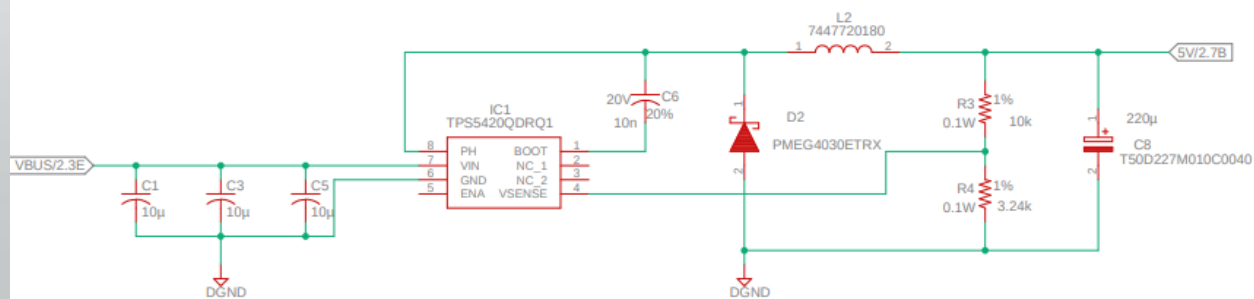 L2
7447720180
1
2
5V/2.7B
20V
C6
20%
10n
1
D2
PMEG4030ETRX
2
R3
1%
0.1W
10k
R4
1%
0.1W
3.24k
220µ
1
+
C8
T50D227M010C0040
2
IC1
TPS5420QDRQ1
8 PH BOOT 1
7 VIN NC_1 2
6 GND NC_2 3
5 ENA VSENSE 4
VBUS/2.3E
C1
10µ
C3
10µ
C5
10µ
DGND
DGND